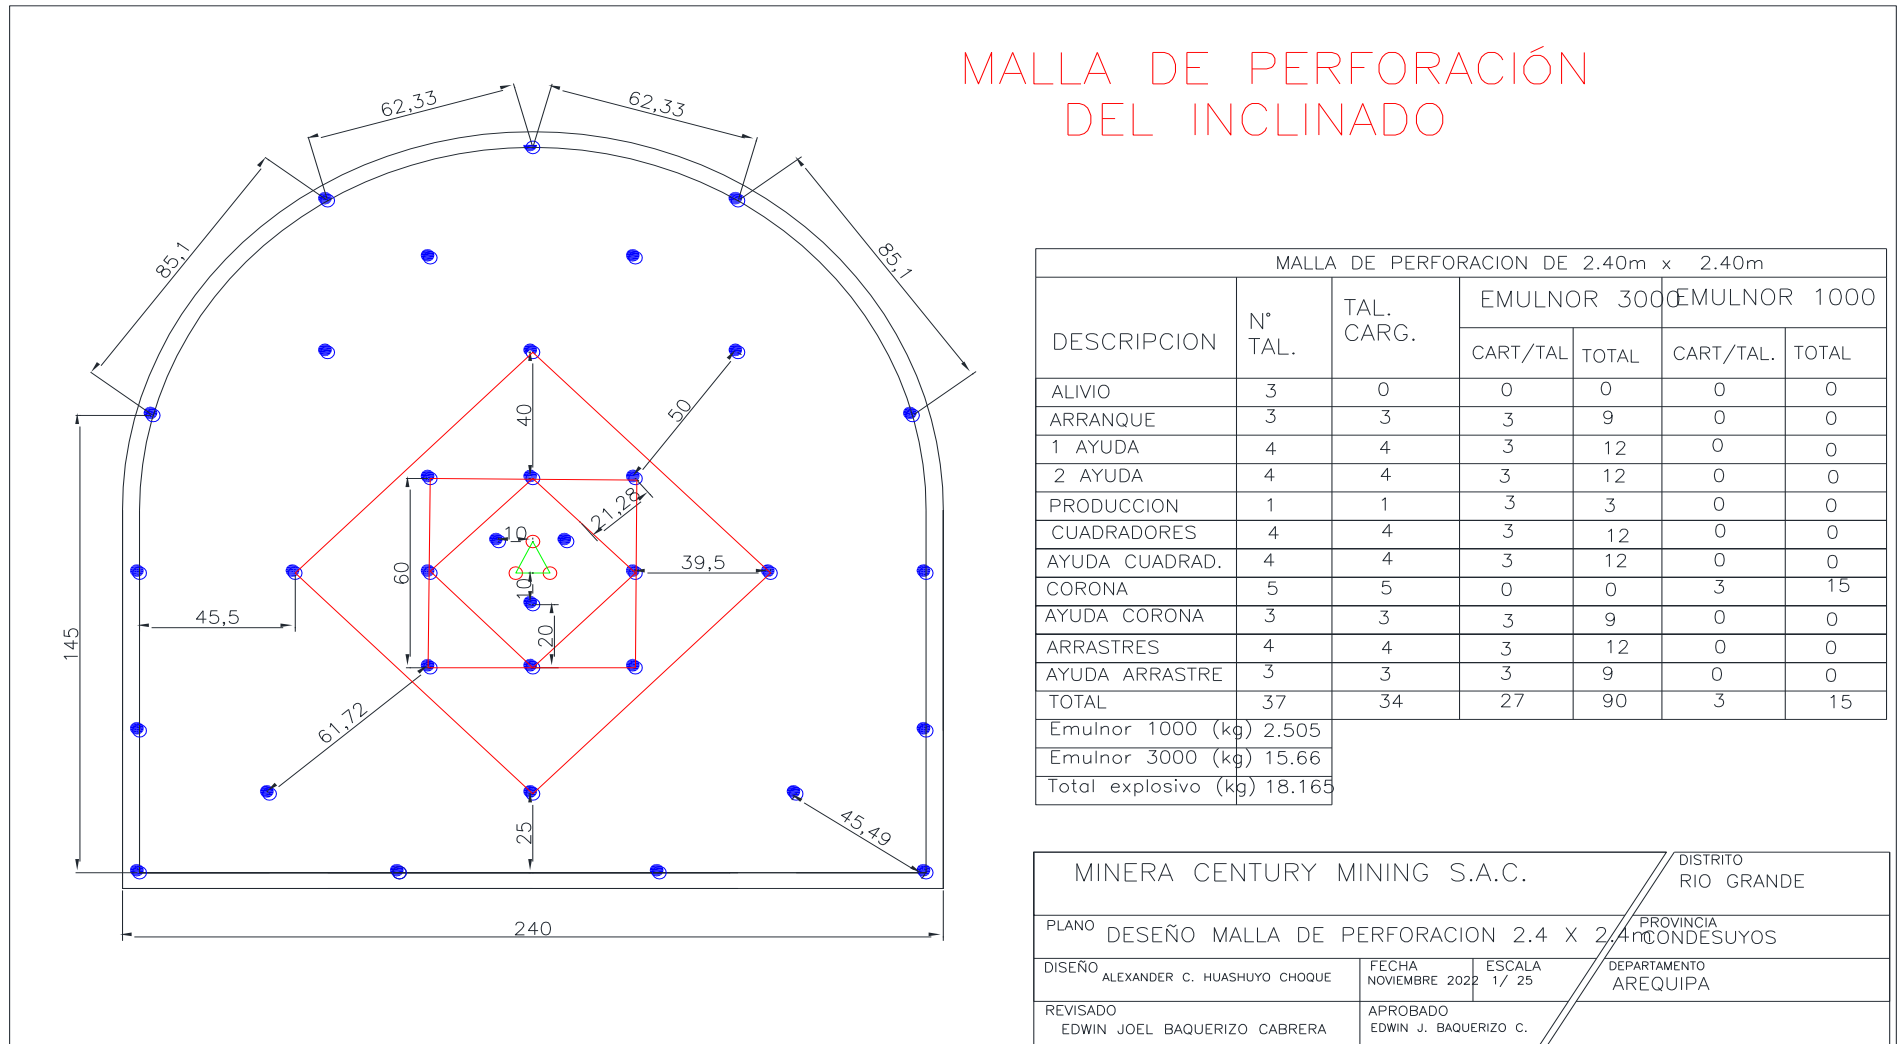 MALLA DE PERFORACIÓN
DEL INCLINADO
62,33
62,33
85,1
85,1
40
50
21,28
10
60
10
39,5
20
45,5
145
61,72
25
45,49
240
MALLA DE PERFORACION DE 2.40m x 2.40m
DESCRIPCION N° TAL. TAL. CARG. EMULNOR 3000 EMULNOR 1000
CART/TAL TOTAL CART/TAL. TOTAL
ALIVIO 3 0 0 0 0 0
ARRANQUE 3 3 3 9 0 0
1 AYUDA 4 4 3 12 0 0
2 AYUDA 4 4 3 12 0 0
PRODUCCION 1 1 3 3 0 0
CUADRADORES 4 4 3 12 0 0
AYUDA CUADRAD. 4 4 3 12 0 0
CORONA 5 5 0 0 3 15
AYUDA CORONA 3 3 3 9 0 0
ARRASTRES 4 4 3 12 0 0
AYUDA ARRASTRE 3 3 3 9 0 0
TOTAL 37 34 27 90 3 15
Emulnor 1000 (kg) 2.505
Emulnor 3000 (kg) 15.66
Total explosivo (kg) 18.165
MINERA CENTURY MINING S.A.C.
DISTRITO
RIO GRANDE
PLANO DESEÑO MALLA DE PERFORACION 2.4 X 2.4m
PROVINCIA
CONDESUYOS
DISEÑO ALEXANDER C. HUASHUYO CHOQUE
FECHA
NOVIEMBRE 2022
ESCALA
1/ 25
DEPARTAMENTO
AREQUIPA
REVISADO
EDWIN JOEL BAQUERIZO CABRERA
APROBADO
EDWIN J. BAQUERIZO C.